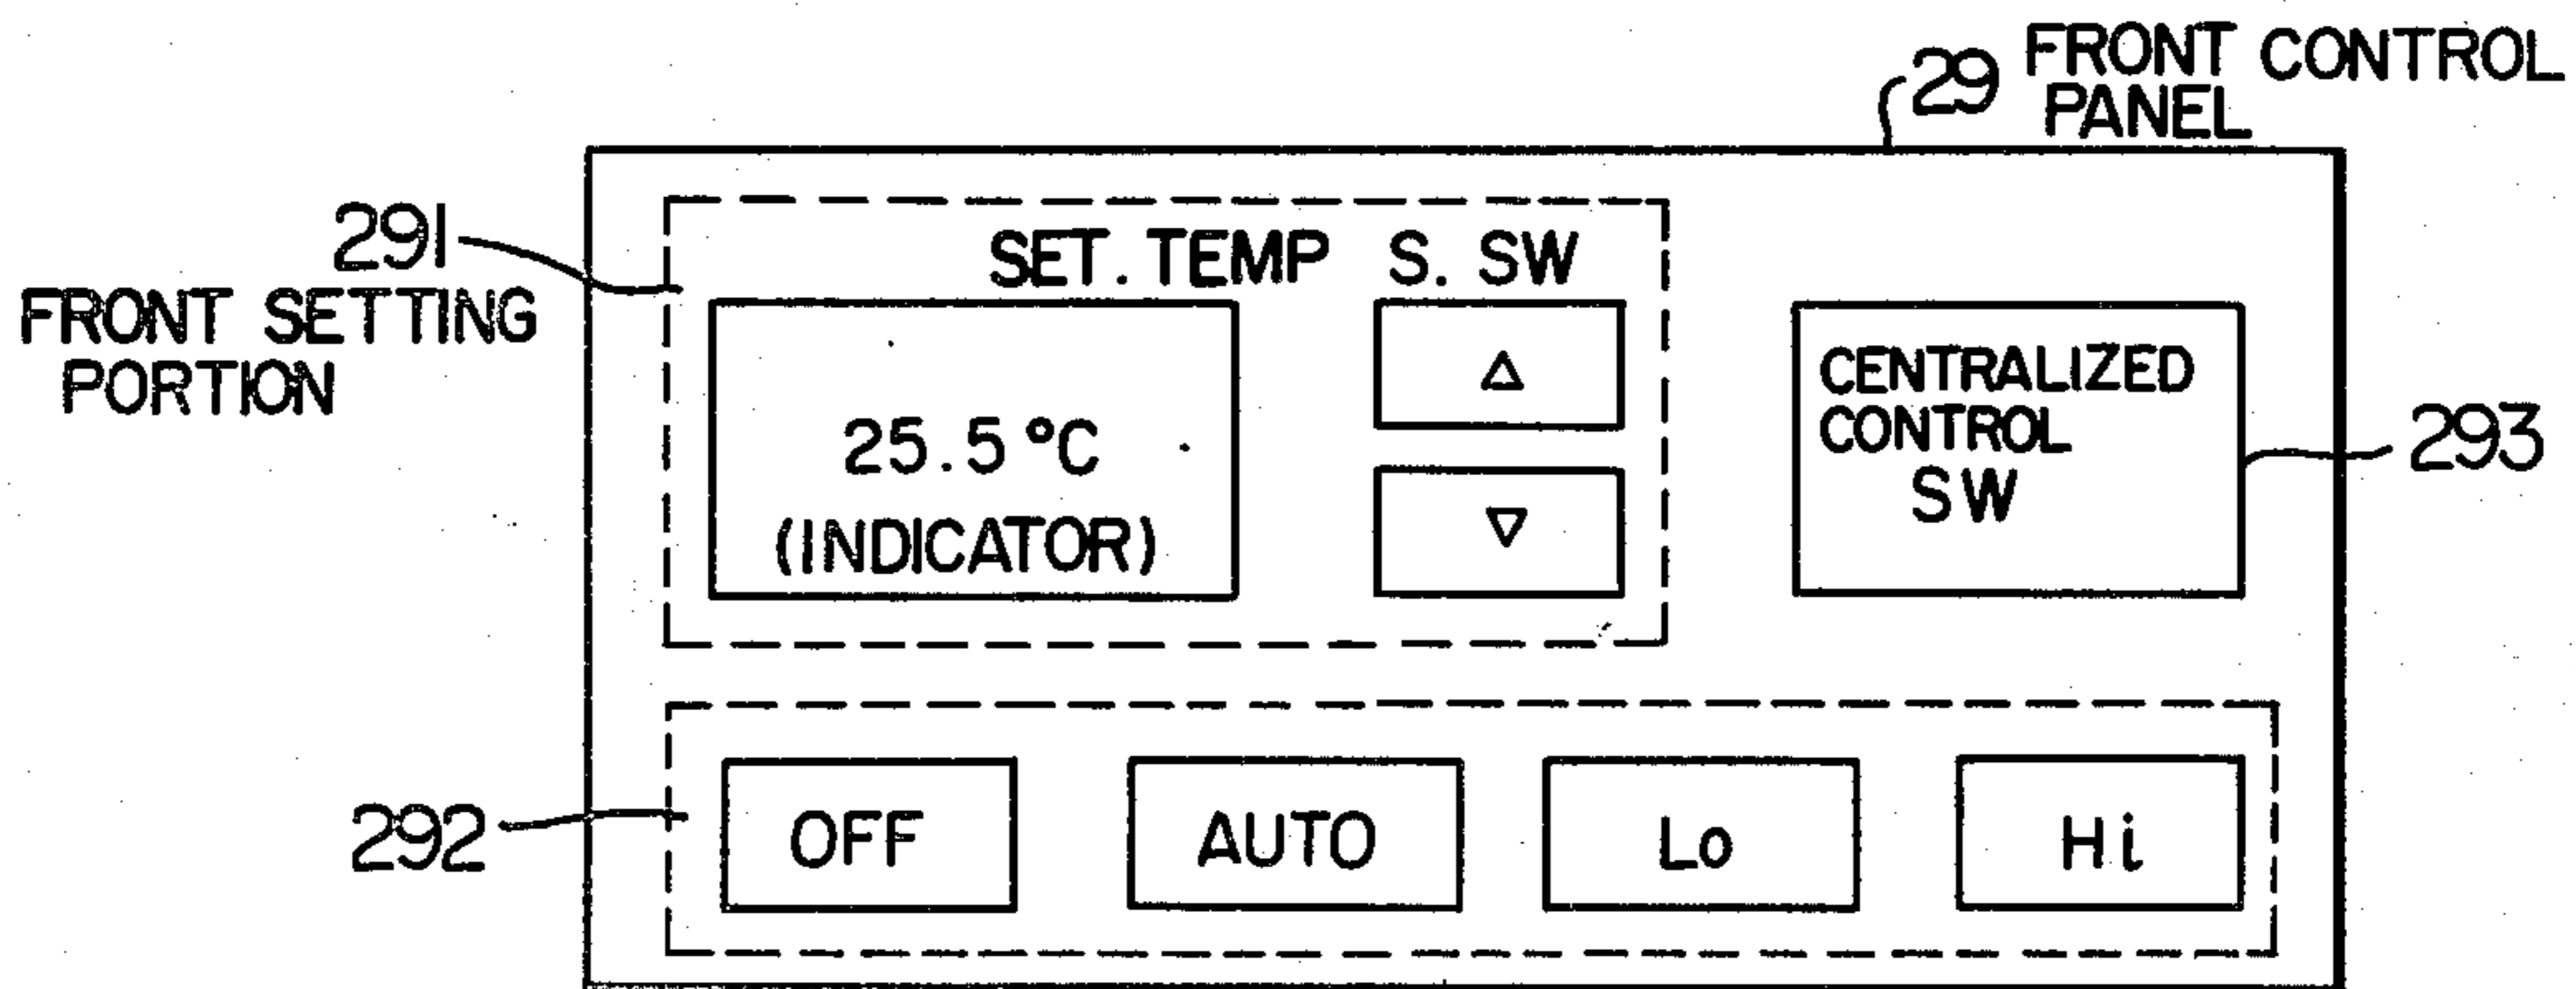 29 FRONT CONTROL
PANEL
291
FRONT SETTING
PORTION
SET. TEMP S. SW
25.5 °C
(INDICATOR)
△
▽
CENTRALIZED
CONTROL
SW
293
292
OFF
AUTO
Lo
Hi